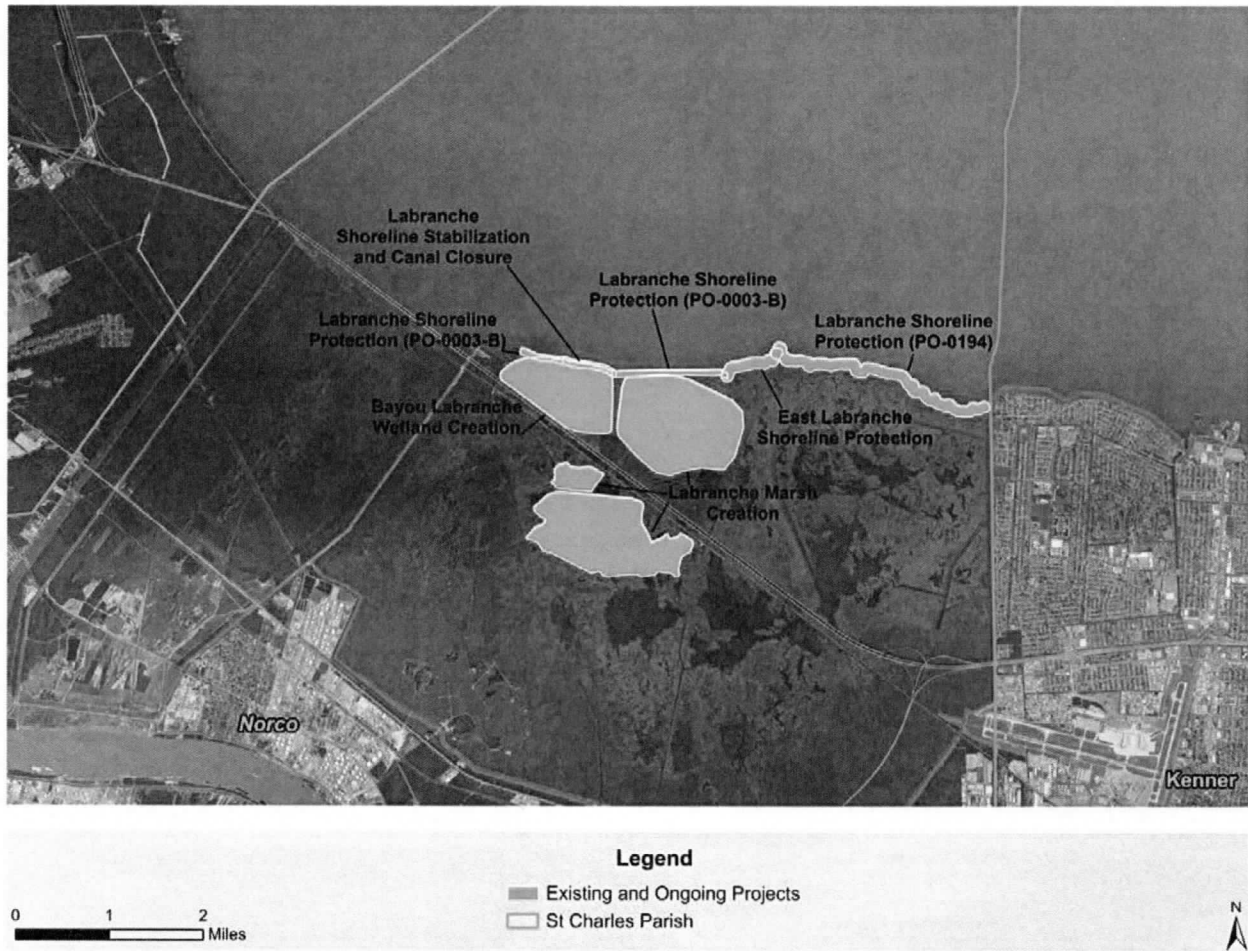 Labranche
Shoreline Stabilization
and Canal Closure
Labranche Shoreline
Protection (PO-0003-B)
Labranche Shoreline
Protection (PO-0194)
Labranche Shoreline
Protection (PO-0003-B)
Bayou Labranche
Wetland Creation
East Labranche
Shoreline Protection
Labranche Marsh
Creation
Norco
Kenner
Legend
Existing and Ongoing Projects
St Charles Parish
0 1 2
Miles
N